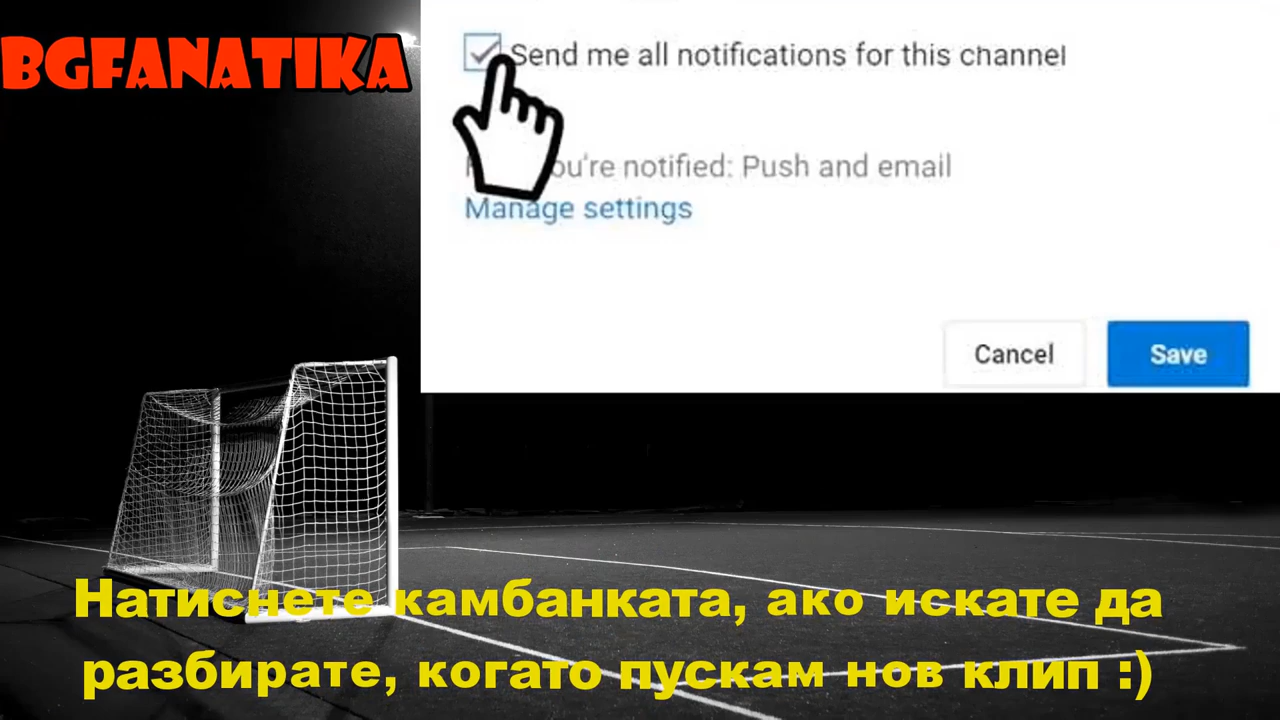 BGFANATIKA
Send me all notifications for this channel
you're notified: Push and email
Manage settings
Cancel
Save
Натиснете камбанката, ако искате да
разбирате, когато пускам нов клип :)